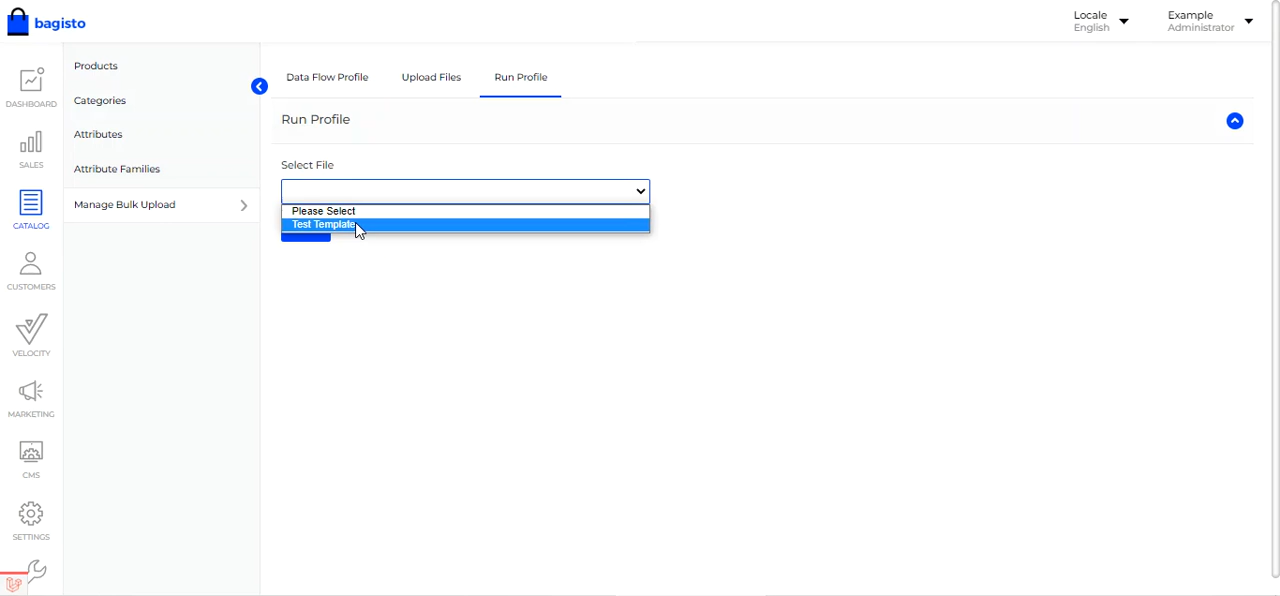 bagisto
Locale
English
Example
Administrator
DASHBOARD
SALES
CATALOG
CUSTOMERS
VELOCITY
MARKETING
CMS
SETTINGS
Products
Categories
Attributes
Attribute Families
Manage Bulk Upload
Data Flow Profile Upload Files Run Profile
Run Profile
Select File
Please Select
Test Template